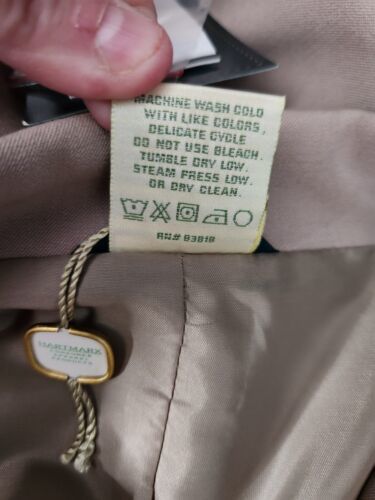 MACHINE WASH COLD
WITH LIKE COLORS,
DELICATE CYCLE
DO NOT USE BLEACH.
TUMBLE DRY LOW.
STEAM PRESS LOW.
OR DRY CLEAN.
RN# 93818
HARTMARX